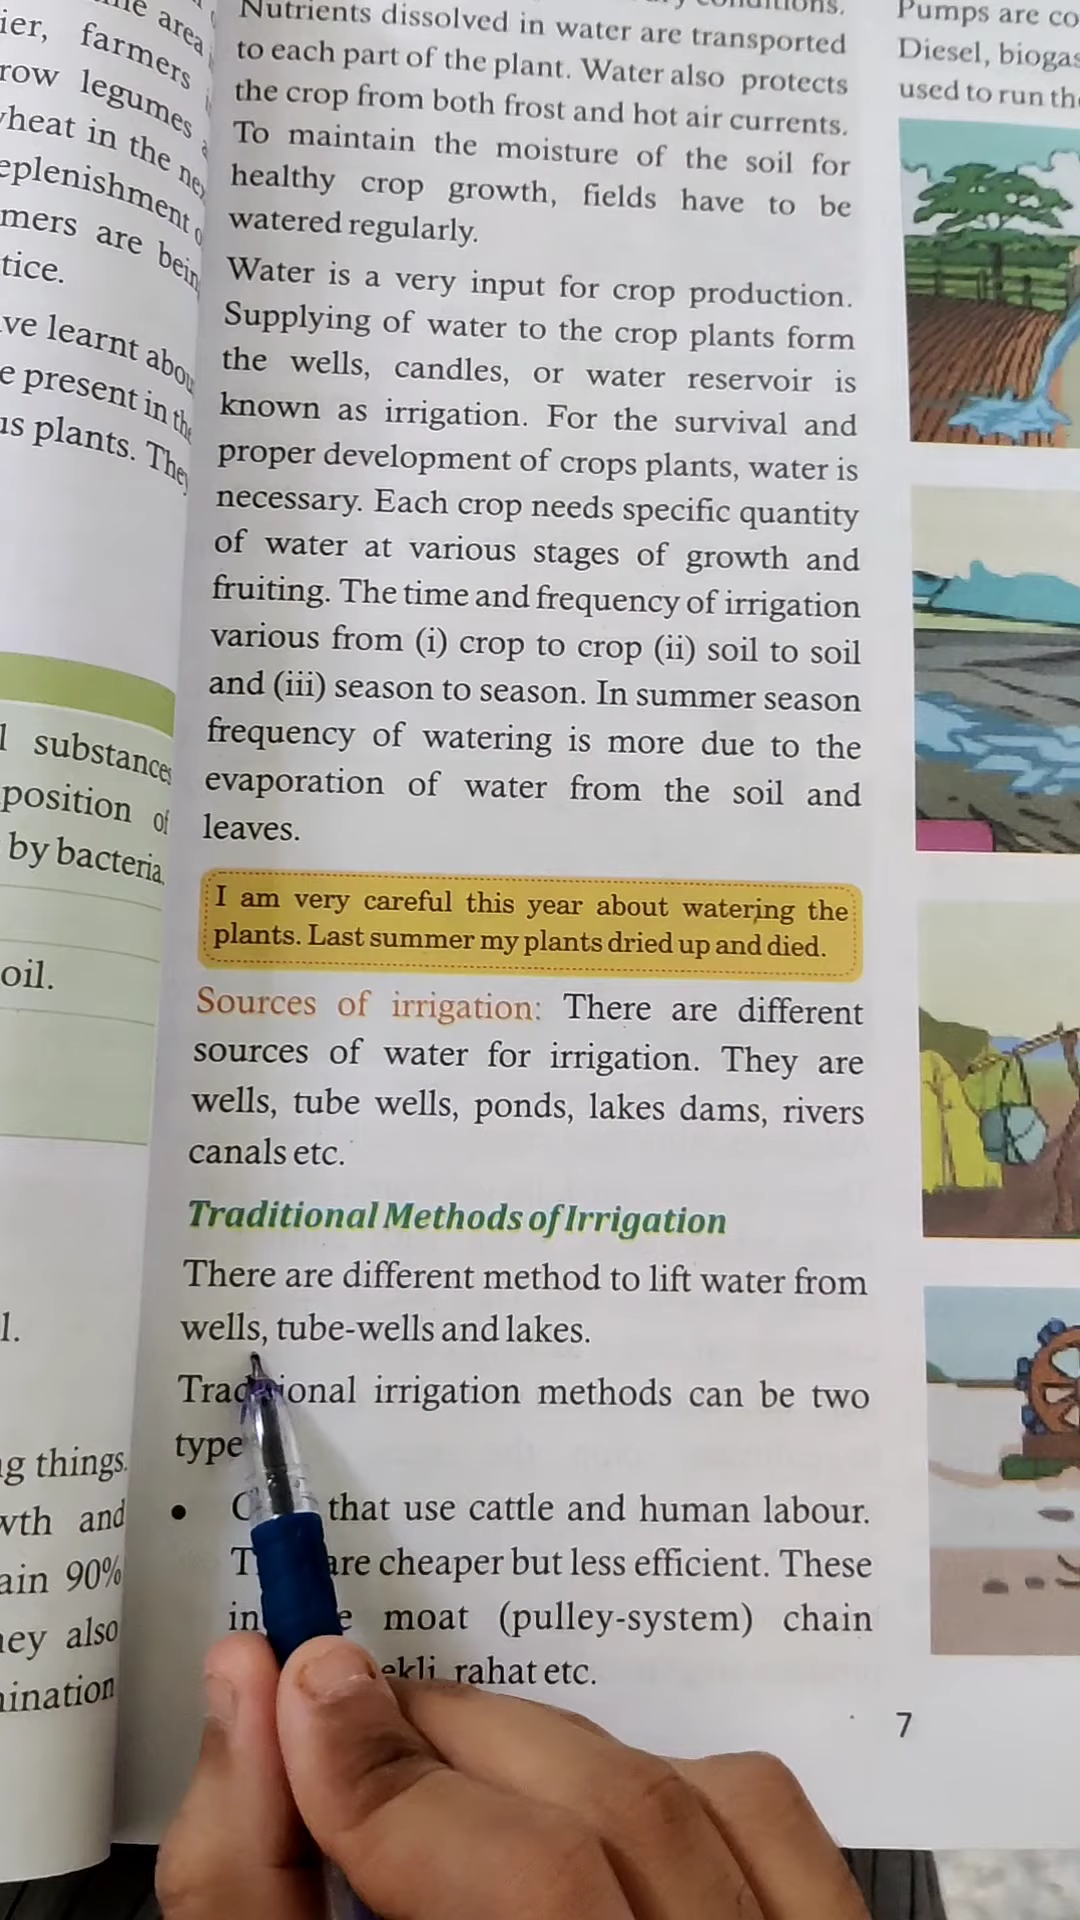 area
ier, farmers
row legumes
wheat in the
eplenishment
mers are
tice.
ve learnt
e present in the
us plants. They
l substances
position of
by bacteria.
oil.
l.
g things.
wth and
ain 90%
hey also
mination
Nutrients dissolved in water are transported
to each part of the plant. Water also protects
the crop from both frost and hot air currents.
To maintain the moisture of the soil for
healthy crop growth, fields have to be
watered regularly.
Water is a very input for crop production.
Supplying of water to the crop plants form
the wells, candles, or water reservoir is
known as irrigation. For the survival and
proper development of crops plants, water is
necessary. Each crop needs specific quantity
of water at various stages of growth and
fruiting. The time and frequency of irrigation
various from (i) crop to crop (ii) soil to soil
and (iii) season to season. In summer season
frequency of watering is more due to the
evaporation of water from the soil and
leaves.
I am very careful this year about watering the
plants. Last summer my plants dried up and died.
Sources of irrigation: There are different
sources of water for irrigation. They are
wells, tube wells, ponds, lakes dams, rivers
canals etc.
Traditional Methods of Irrigation
There are different method to lift water from
wells, tube-wells and lakes.
Traditional irrigation methods can be two
type
that use cattle and human labour.
are cheaper but less efficient. These
moat (pulley-system) chain
rahat etc.
7
Pumps are co
Diesel, biogas
used to run the